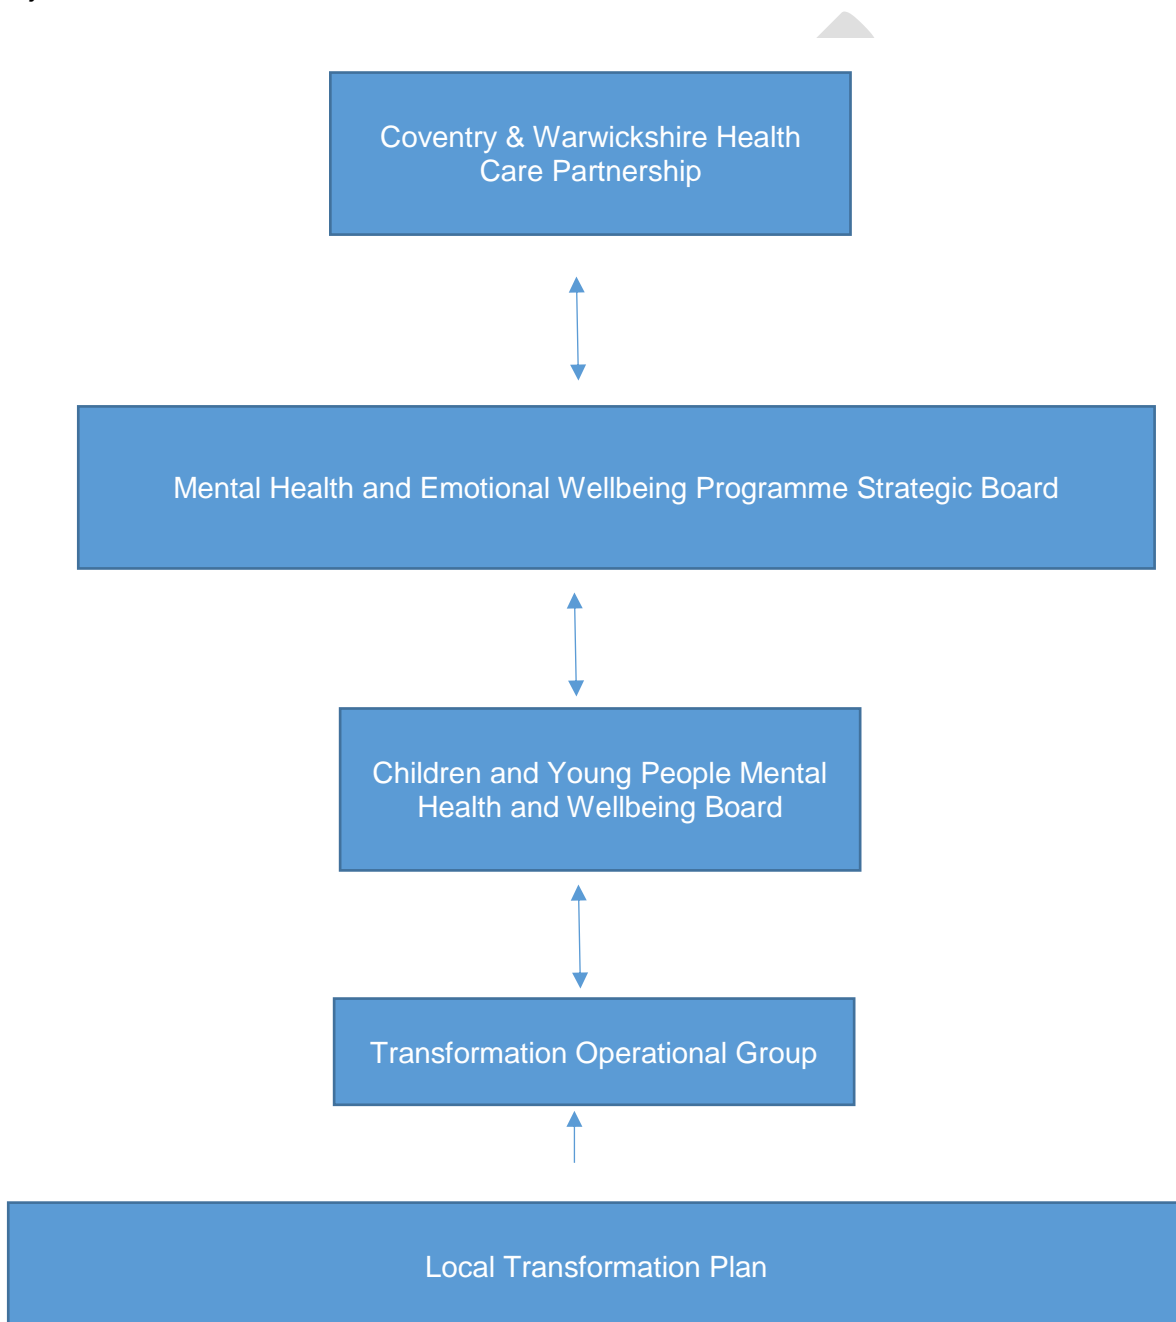 Coventry & Warwickshire Health
Care Partnership
Mental Health and Emotional Wellbeing Programme Strategic Board
Children and Young People Mental
Health and Wellbeing Board
Transformation Operational Group
Local Transformation Plan